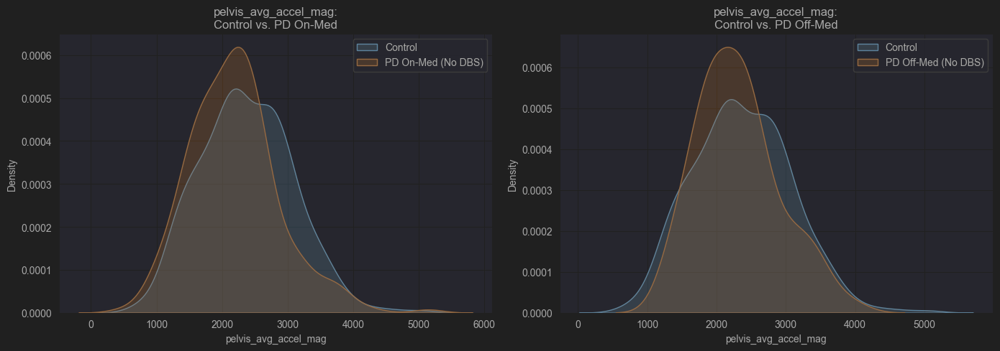 pelvis_avg_accel_mag:
Control vs. PD On-Med
Control
PD On-Med (No DBS)
0.0006
0.0005
0.0004
0.0003
0.0002
0.0001
0.0000
Density
0
1000
2000
3000
4000
5000
6000
pelvis_avg_accel_mag
pelvis_avg_accel_mag:
Control vs. PD Off-Med
Control
PD Off-Med (No DBS)
0.0006
0.0005
0.0004
0.0003
0.0002
0.0001
0.0000
Density
0
1000
2000
3000
4000
5000
pelvis_avg_accel_mag